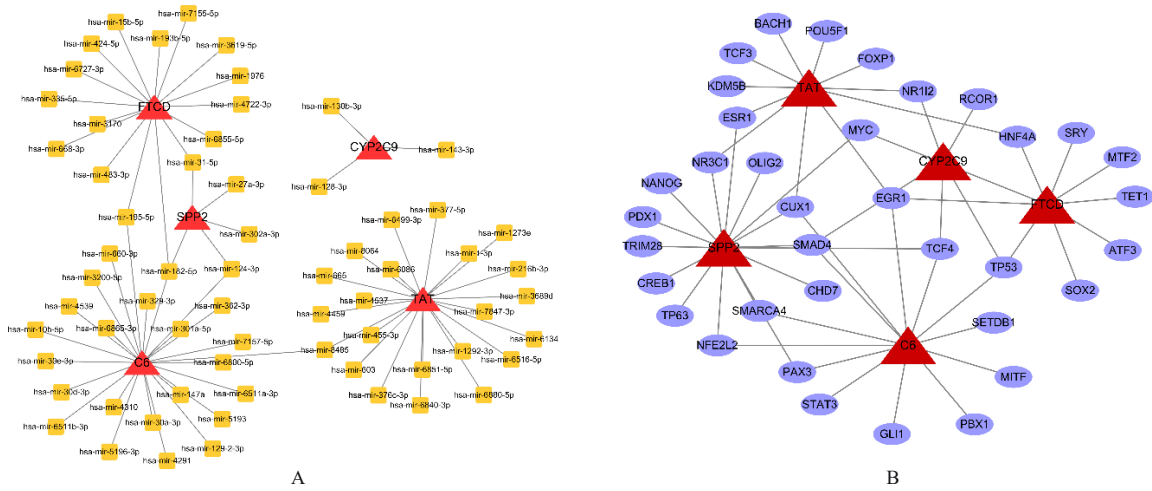 hsa-mir-16b-5p
hsa-mir-7155-5p
hsa-mir-424-5p
hsa-mir-193b-5p
hsa-mir-3619-5p
hsa-mir-6727-3p
hsa-mir-1976
hsa-mir-335-5p
FTCD
hsa-mir-4722-3p
hsa-mir-3170
hsa-mir-668-3p
hsa-mir-6855-5p
hsa-mir-31-5p
hsa-mir-483-3p
hsa-mir-27a-3p
hsa-mir-195-5p
SPP2
hsa-mir-302a-3p
hsa-mir-130b-3p
CYP2C9
hsa-mir-143-3p
hsa-mir-128-3p
hsa-mir-660-3p
hsa-mir-182-5p
hsa-mir-124-3p
hsa-mir-3200-5p
hsa-mir-4539
hsa-mir-329-3p
hsa-mir-362-3p
hsa-mir-10b-5p
hsa-mir-6865-3p
hsa-mir-301a-5p
hsa-mir-7157-5p
hsa-mir-39e-3p
C6
hsa-mir-6800-5p
hsa-mir-30d-3p
hsa-mir-147a
hsa-mir-6511a-3p
hsa-mir-4310
hsa-mir-6511b-3p
hsa-mir-30a-3p
hsa-mir-5193
hsa-mir-5196-3p
hsa-mir-4291
hsa-mir-129-2-3p
hsa-mir-377-5p
hsa-mir-6499-3p
hsa-mir-1273e
hsa-mir-8064
hsa-mir-1-3p
hsa-mir-665
hsa-mir-6086
hsa-mir-216b-3p
hsa-mir-4537
TAT
hsa-mir-3689d
hsa-mir-4459
hsa-mir-7847-3p
hsa-mir-455-3p
hsa-mir-6134
hsa-mir-8485
hsa-mir-1292-3p
hsa-mir-6516-5p
hsa-mir-603
hsa-mir-6851-5p
hsa-mir-376c-3p
hsa-mir-6880-5p
hsa-mir-6840-3p
A
BACH1
POU5F1
TCF3
FOXP1
KDM5B
TAT
NR1I2
RCOR1
ESR1
MYC
HNF4A
SRY
NR3C1
OLIG2
CYP2C9
MTF2
NANOG
EGR1
TET1
PDX1
CUX1
FTCD
TRIM28
SPP2
SMAD4
TCF4
ATF3
TP53
CREB1
CHD7
SOX2
TP63
SMARCA4
SETDB1
NFE2L2
C6
PAX3
MITF
STAT3
PBX1
GLI1
B